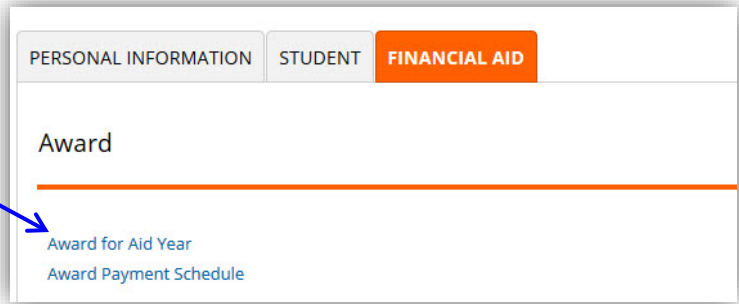 PERSONAL INFORMATION STUDENT FINANCIAL AID
Award
Award for Aid Year
Award Payment Schedule